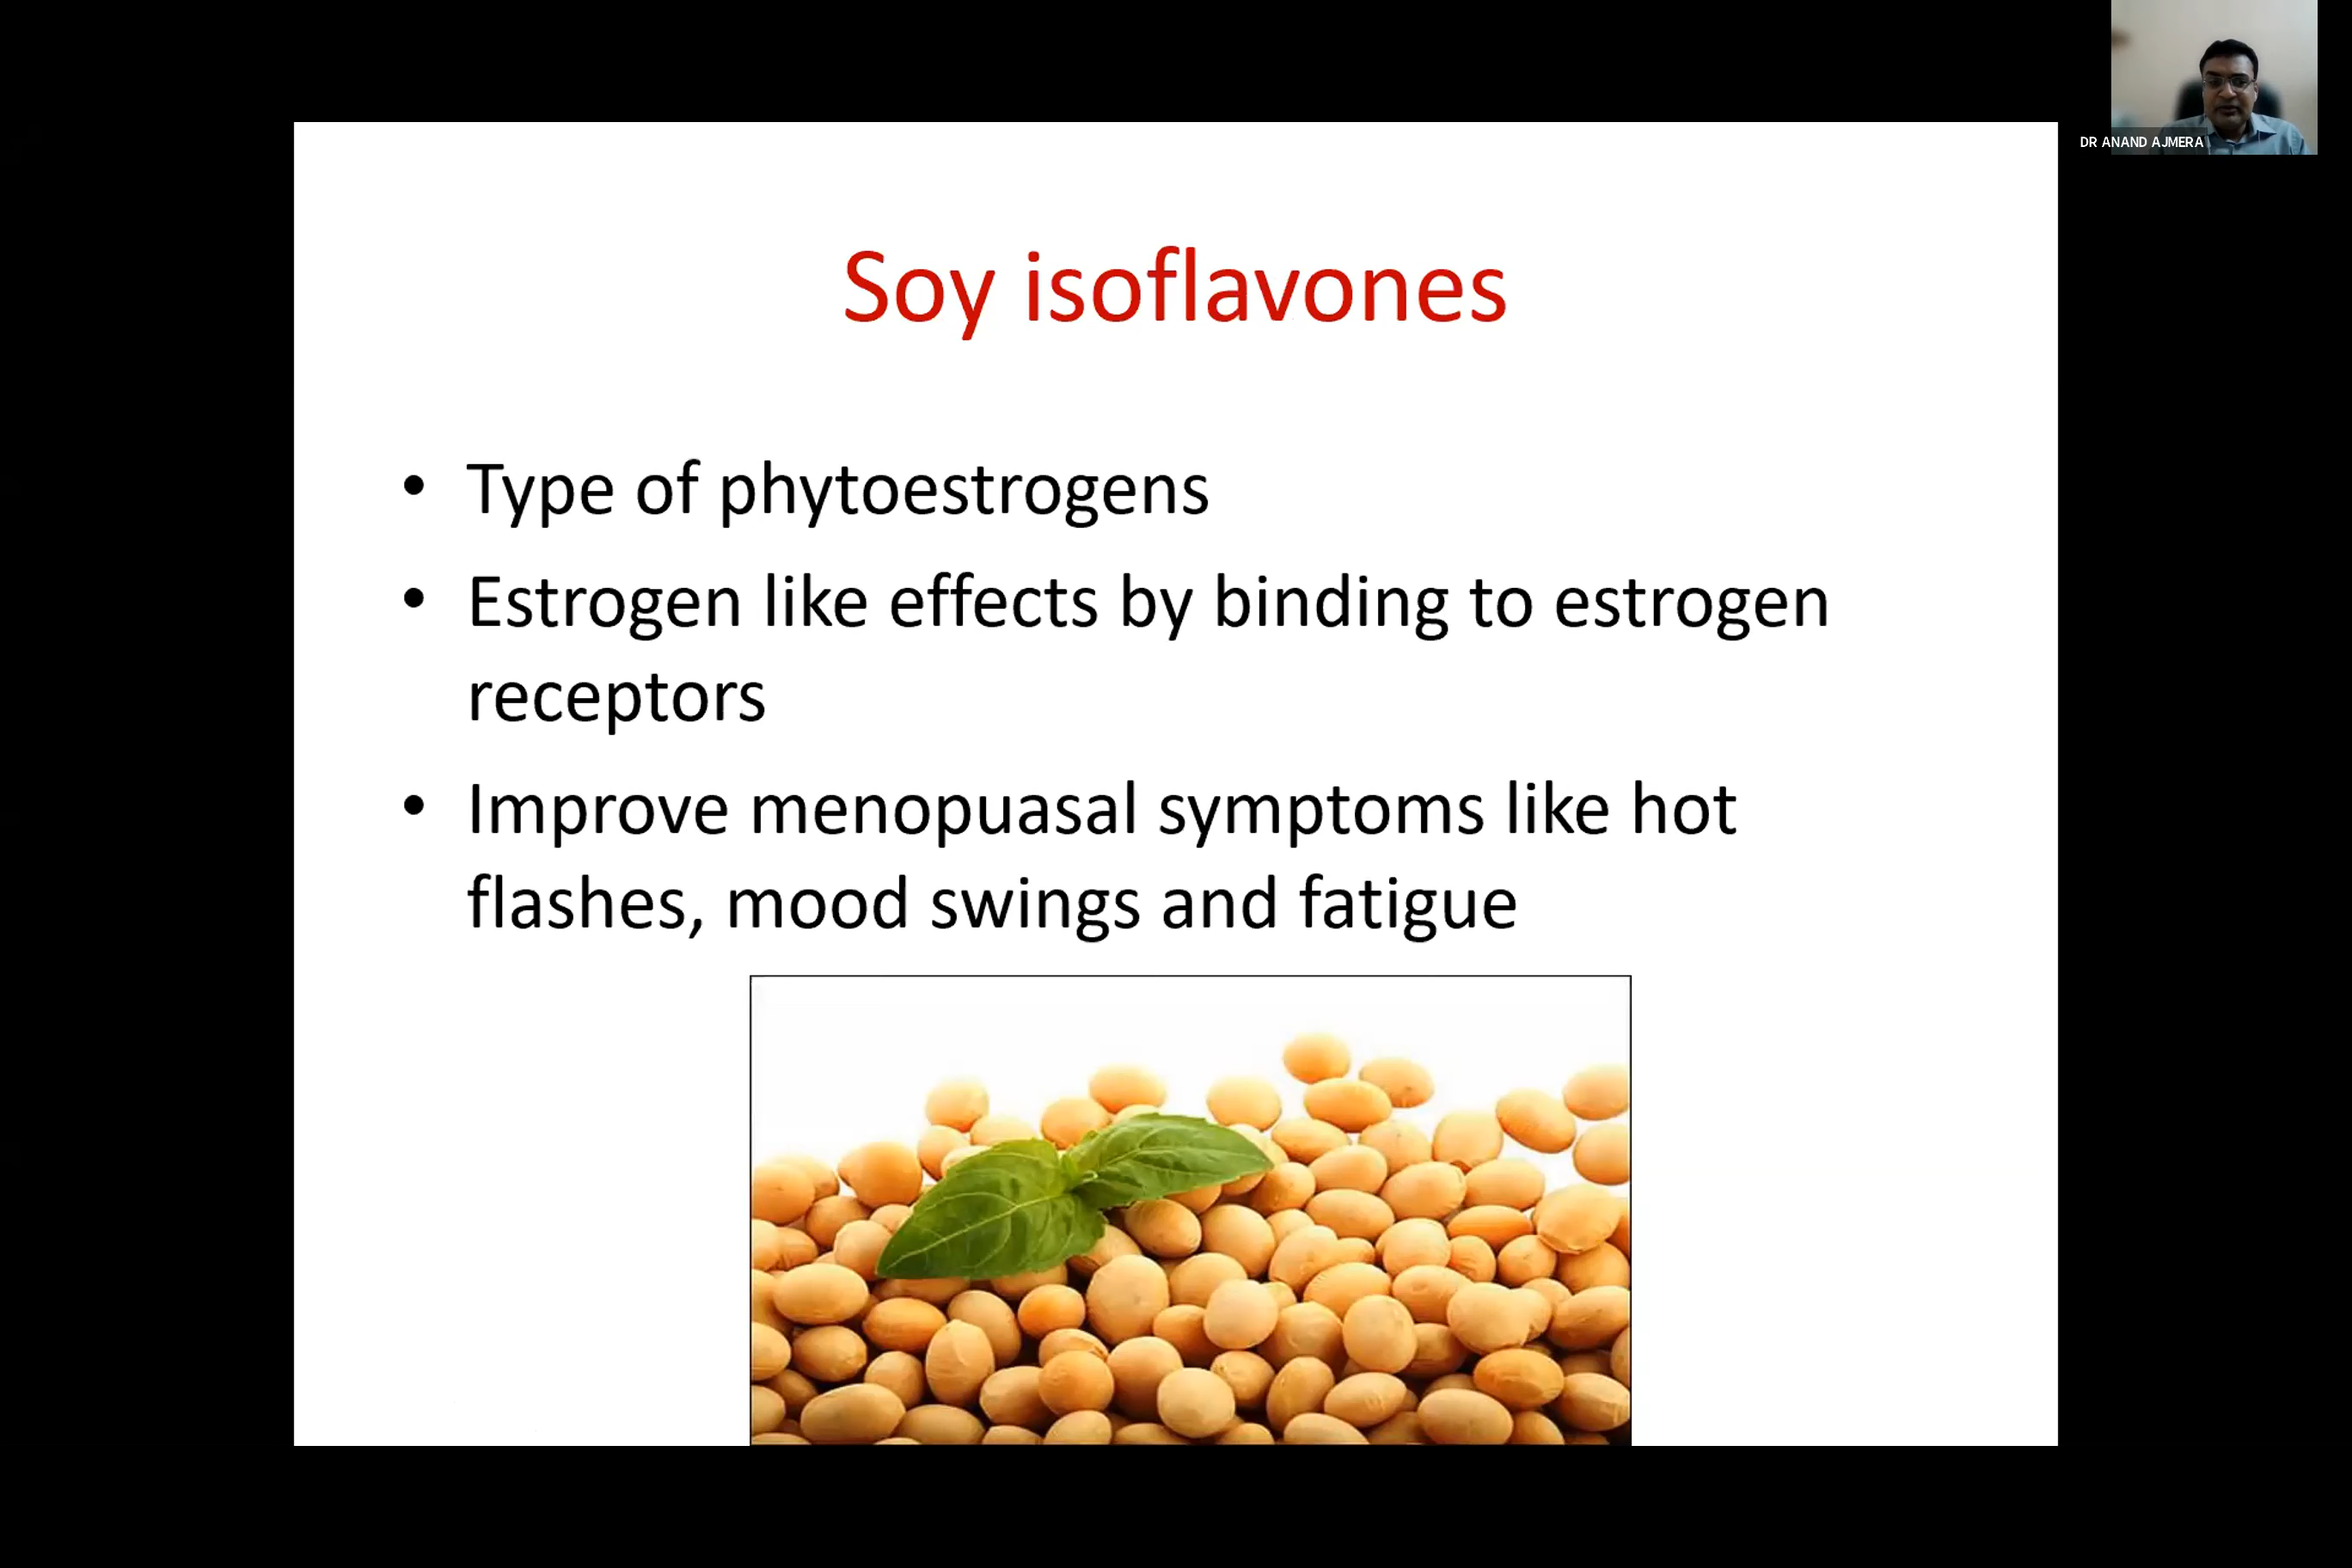 DR ANAND AJMERA
Soy isoflavones
• Type of phytoestrogens
• Estrogen like effects by binding to estrogen
receptors
• Improve menopuasal symptoms like hot
flashes, mood swings and fatigue